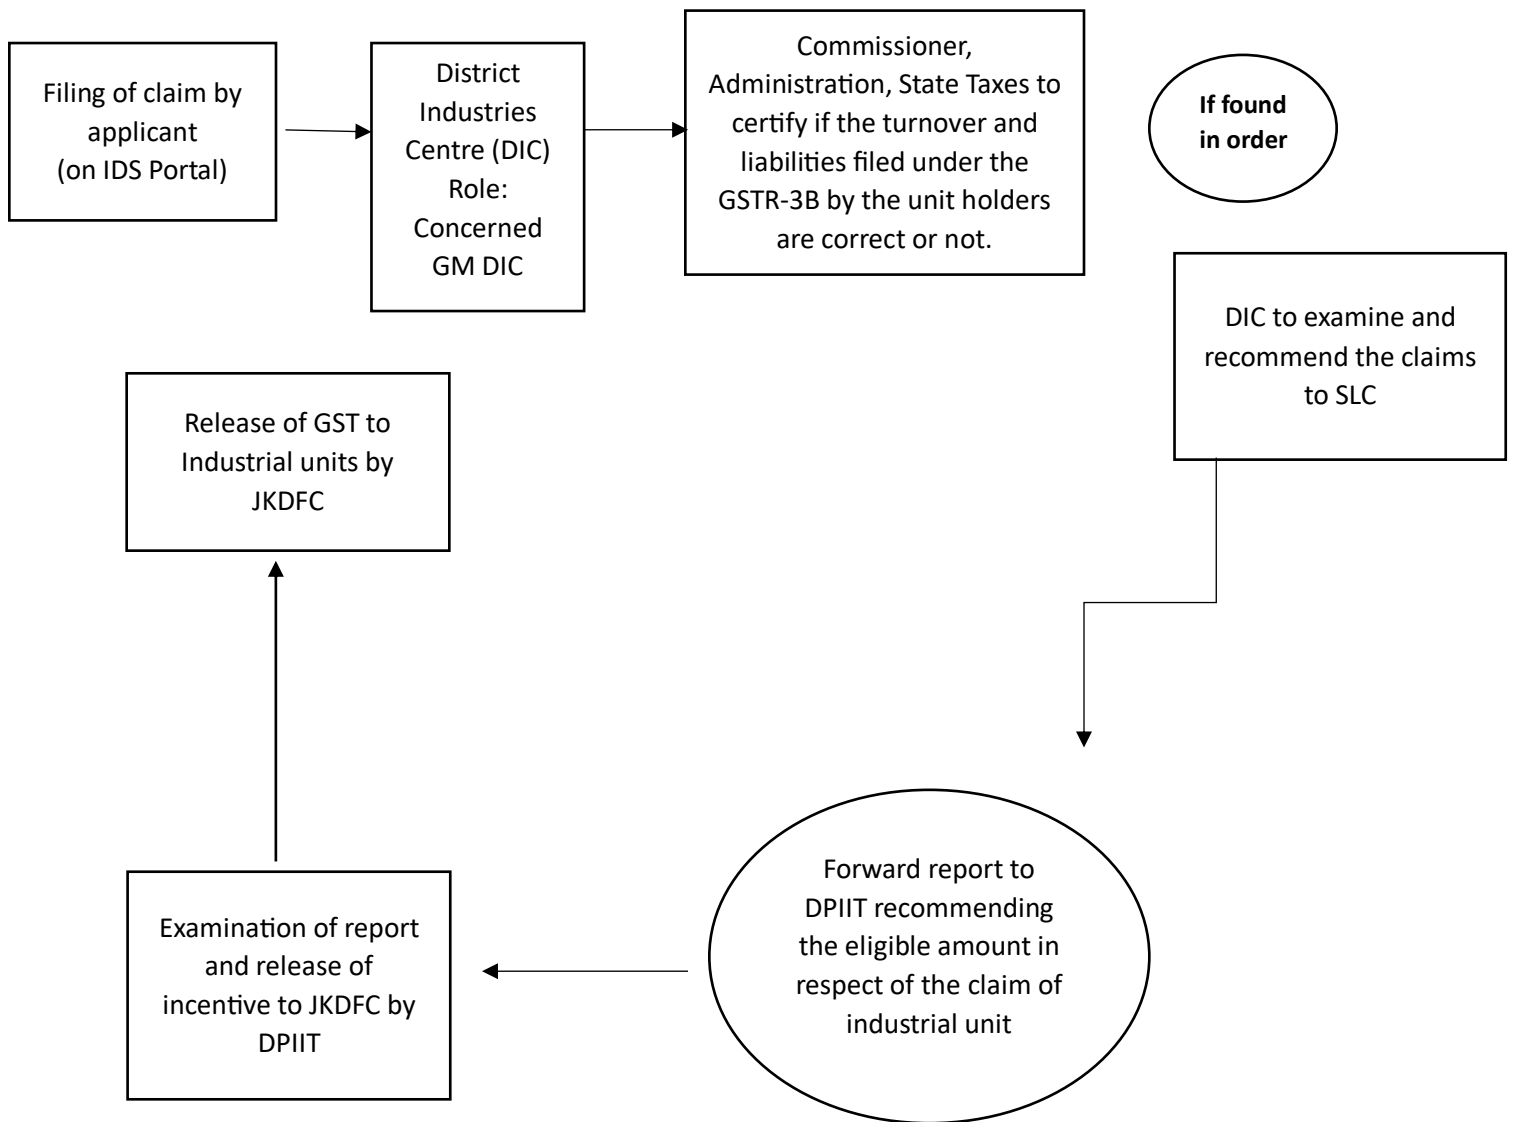 Filing of claim by
applicant
(on IDS Portal)
District
Industries
Centre (DIC)
Role:
Concerned
GM DIC
Commissioner,
Administration, State Taxes to
certify if the turnover and
liabilities filed under the
GSTR-3B by the unit holders
are correct or not.
If found
in order
DIC to examine and
recommend the claims
to SLC
Forward report to
DPIIT recommending
the eligible amount in
respect of the claim of
industrial unit
Examination of report
and release of
incentive to JKDFC by
DPIIT
Release of GST to
Industrial units by
JKDFC